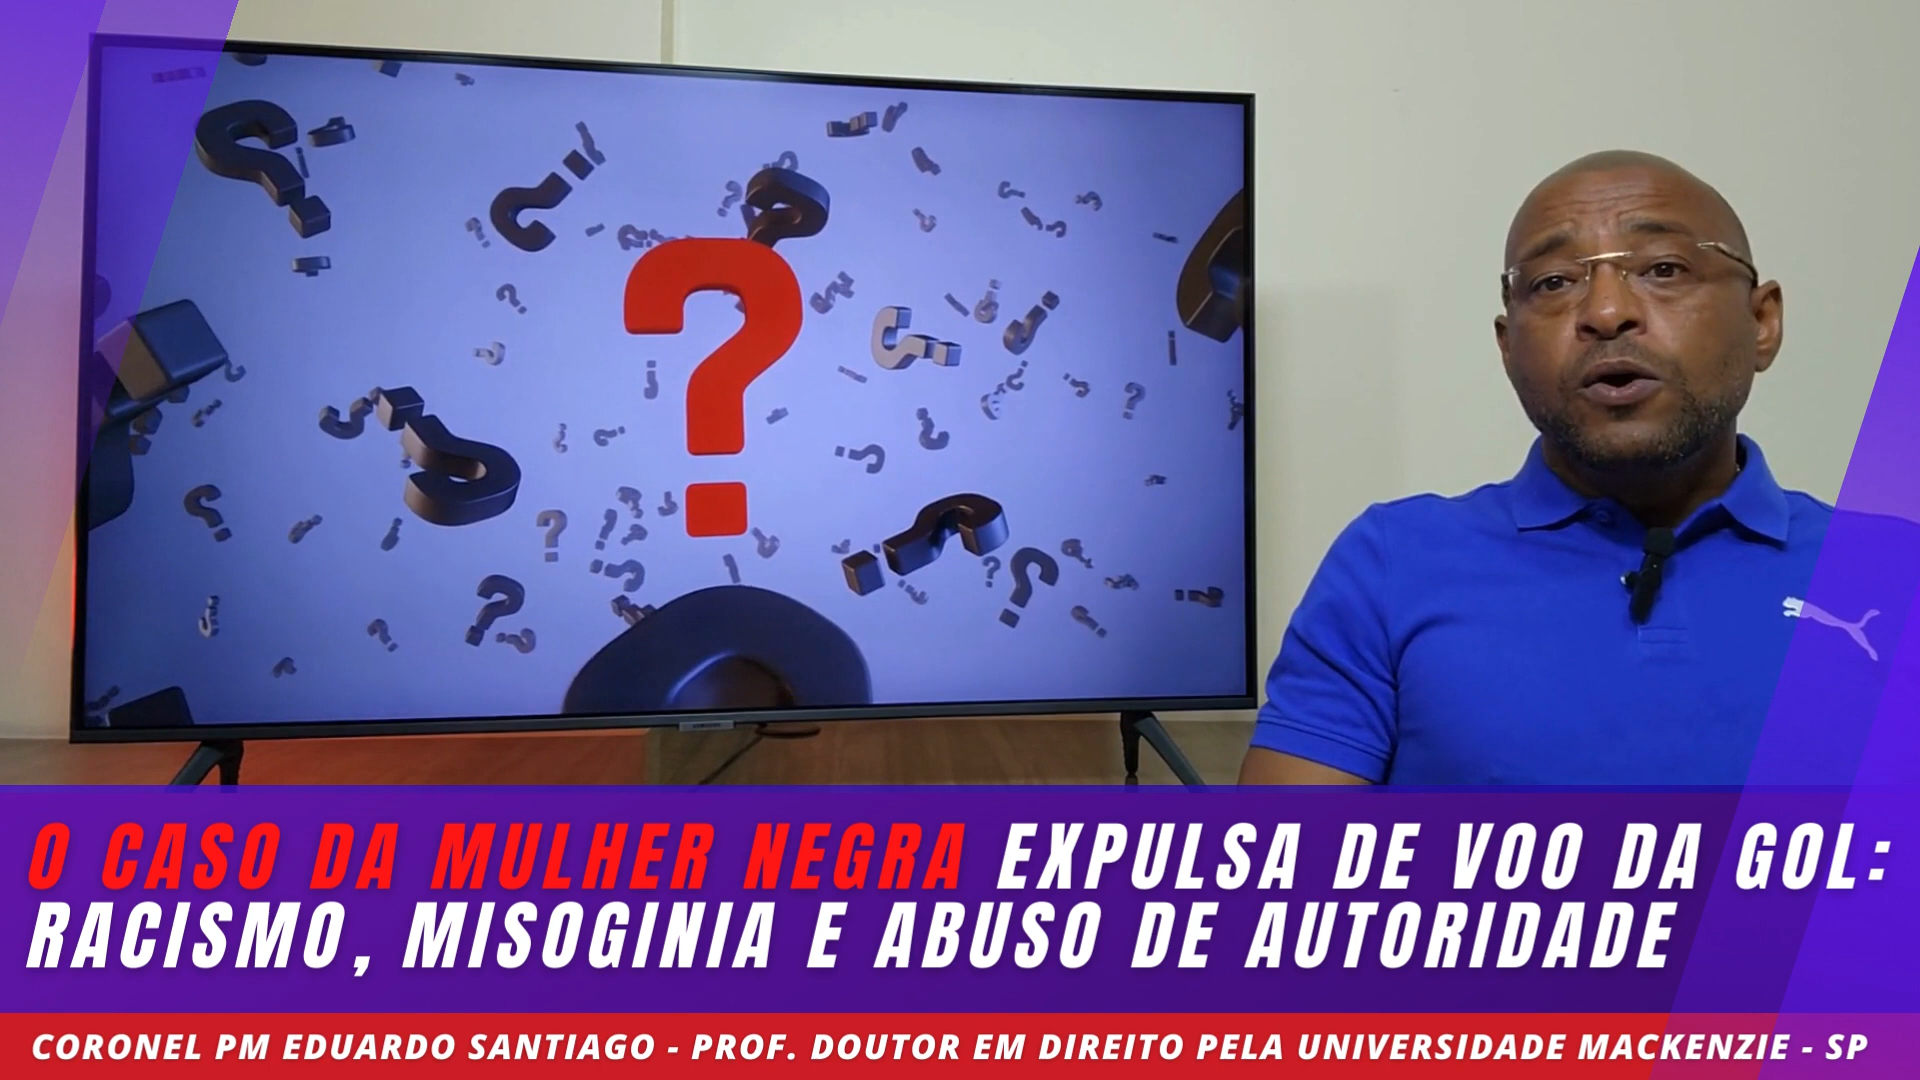 O CASO DA MULHER NEGRA EXPULSA DE VOO DA GOL:
RACISMO, MISOGINIA E ABUSO DE AUTORIDADE
CORONEL PM EDUARDO SANTIAGO - PROF. DOUTOR EM DIREITO PELA UNIVERSIDADE MACKENZIE - SP